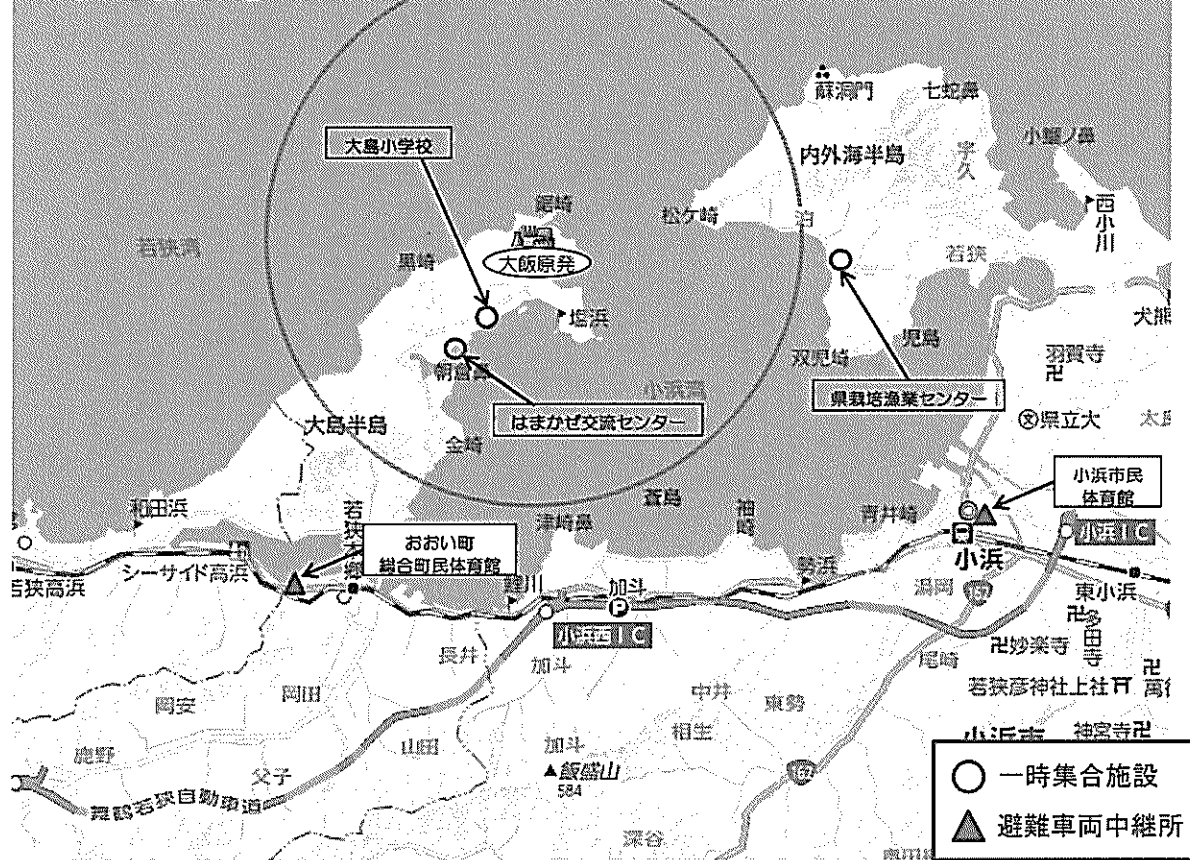 蘇洞門
七蛇鼻
小蟹ノ鼻
大島小学校
内外海半島
宇久
鋸崎
松ケ崎
泊
西小川
若狭湾
黒崎
大飯原発
若狭
塩浜
犬熊
児島
双児崎
羽賀寺
小浜湾
県栽培漁業センター
大島半島
はまかぜ交流センター
県立大
金崎
小浜市民
体育館
蒼島
和田浜
津崎鼻
青井崎
おおい町
総合町民体育館
小浜IC
小浜
シーサイド高浜
若狭高浜
勢浜
加斗
東小浜
湯岡
162
多田寺
小浜西IC
妙楽寺
長井
加斗
尾崎
岡田
中井
東勢
若狭彦神社上社
岡安
相生
小浜市
神宮寺
鹿野
山田
加斗
父子
飯盛山
584
162
一時集合施設
舞鶴若狭自動車道
避難車両中継所
深谷